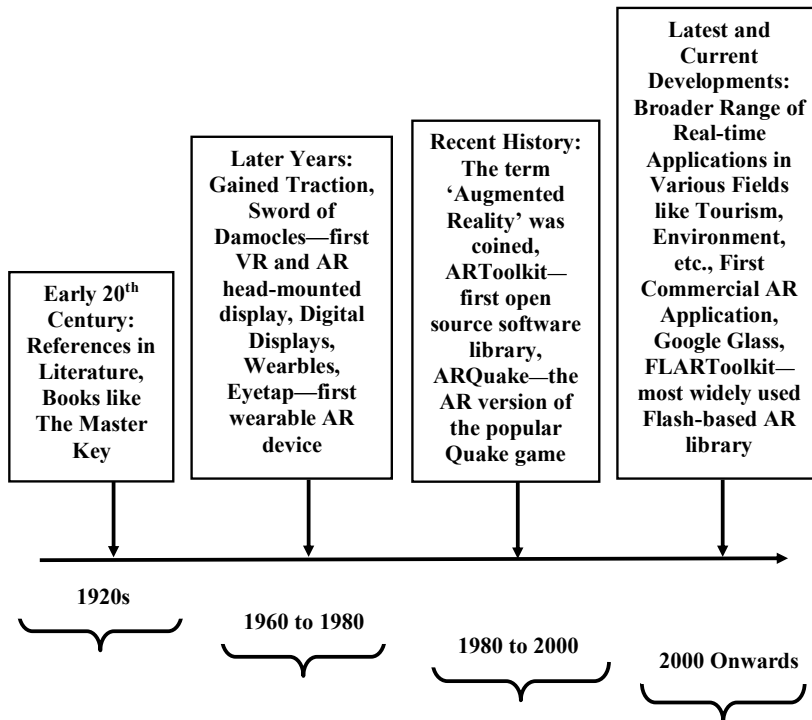 Early 20th
Century:
References in
Literature,
Books like
The Master
Key
Later Years:
Gained Traction,
Sword of
Damocles—first
VR and AR
head-mounted
display, Digital
Displays,
Wearbles,
Eyetap—first
wearable AR
device
Recent History:
The term
‘Augmented
Reality’ was
coined,
ARToolkit—
first open
source software
library,
ARQuake—the
AR version of
the popular
Quake game
Latest and
Current
Developments:
Broader Range of
Real-time
Applications in
Various Fields
like Tourism,
Environment,
etc., First
Commercial AR
Application,
Google Glass,
FLARToolkit—
most widely used
Flash-based AR
library
1920s
1960 to 1980
1980 to 2000
2000 Onwards